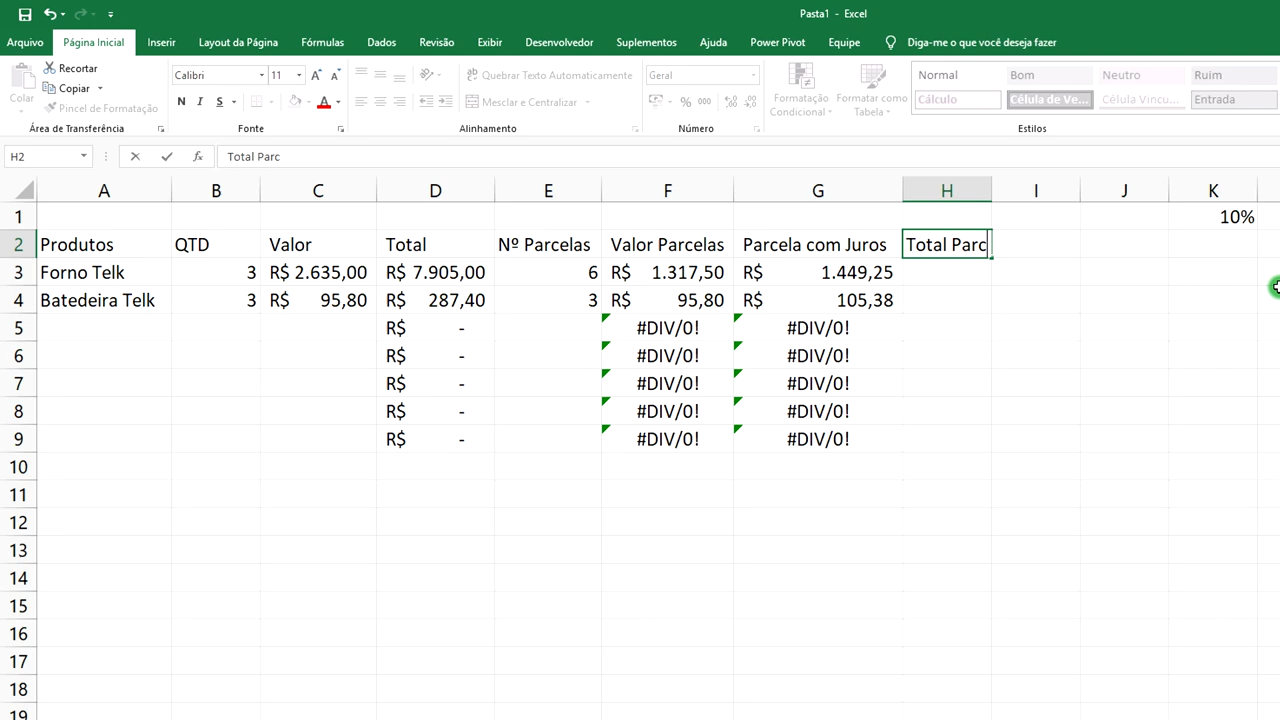 Pasta1 - Excel
Arquivo Página Inicial Inserir Layout da Página Fórmulas Dados Revisão Exibir Desenvolvedor Suplementos Ajuda Power Pivot Equipe Diga-me o que você deseja fazer
Colar Recortar Calibri 11 Quebrar Texto Automaticamente Geral Formatação Condicional Formatar como Tabela Normal Bom Neutro Ruim
Copiar
Pincel de Formatação N I S Mesclar e Centralizar % 000 Cálculo Célula de Ve... Célula Vincu... Entrada
Área de Transferência Fonte Alinhamento Número Estilos
H2 fx Total Parc
A B C D E F G H I J K
1 10%
2 Produtos QTD Valor Total Nº Parcelas Valor Parcelas Parcela com Juros Total Parc
3 Forno Telk 3 R$ 2.635,00 R$ 7.905,00 6 R$ 1.317,50 R$ 1.449,25
4 Batedeira Telk 3 R$ 95,80 R$ 287,40 3 R$ 95,80 R$ 105,38
5 R$ - #DIV/0! #DIV/0!
6 R$ - #DIV/0! #DIV/0!
7 R$ - #DIV/0! #DIV/0!
8 R$ - #DIV/0! #DIV/0!
9 R$ - #DIV/0! #DIV/0!
10
11
12
13
14
15
16
17
18
19